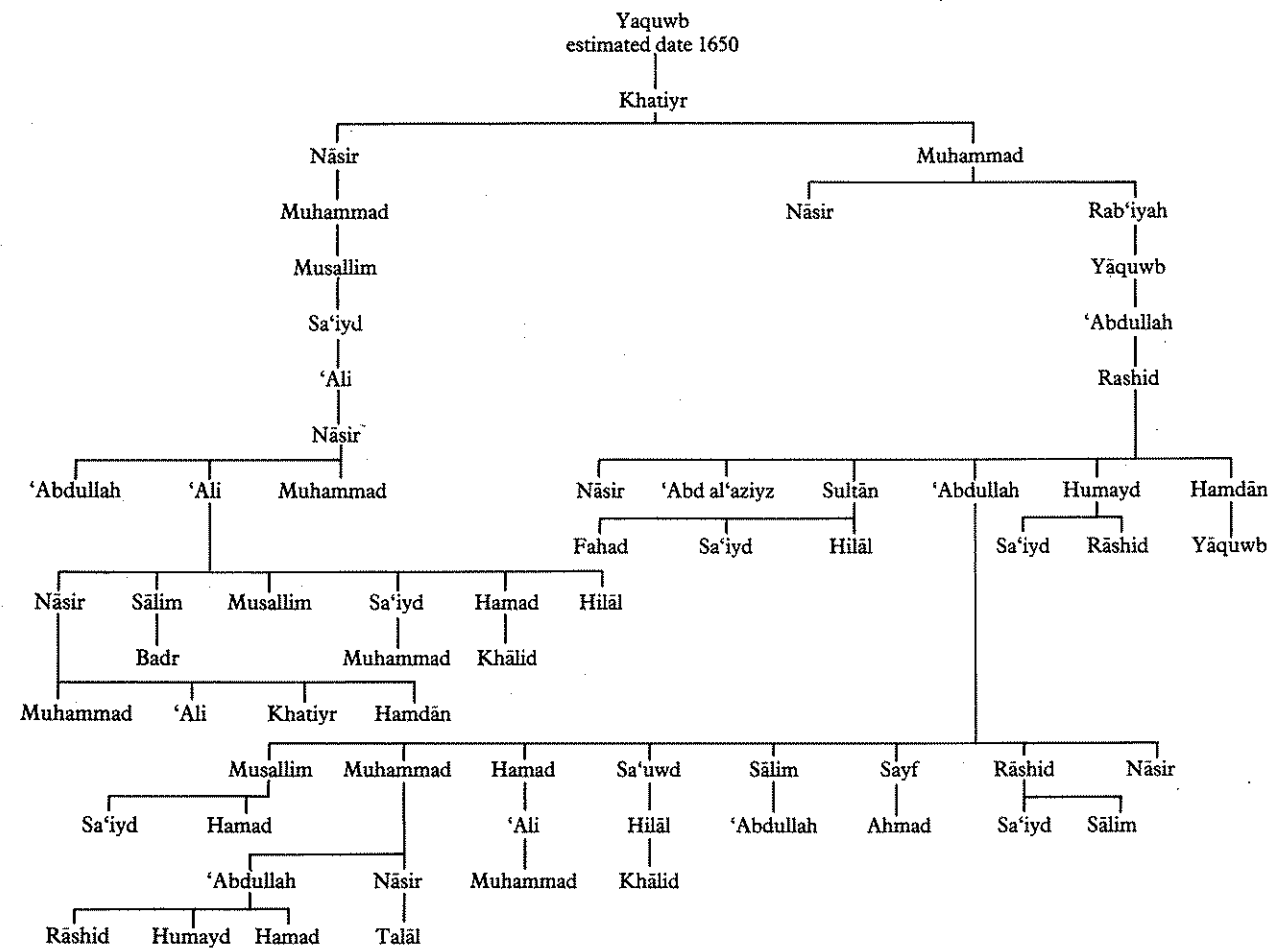 Yaquwb
estimated date 1650
Khatiyr
Nāsir Muhammad
Muhammad Nāsir Rab‘iyah
Musallim Yāquwb
Sa‘iyd ‘Abdullah
‘Ali Rashid
Nāsir
‘Abdullah ‘Ali Muhammad Nāsir ‘Abd al‘aziyz Sultān ‘Abdullah Humayd Hamdān
Fahad Sa‘iyd Hilāl Sa‘iyd Rāshid Yāquwb
Nāsir Sālim Musallim Sa‘iyd Hamad Hilāl
Badr Muhammad Khālid
Muhammad ‘Ali Khatiyr Hamdān
Musallim Muhammad Hamad Sa‘uwd Sālim Sayf Rāshid Nāsir
Sa‘iyd Hamad ‘Ali Hilāl ‘Abdullah Ahmad Sa‘iyd Sālim
‘Abdullah Nāsir Muhammad Khālid
Rāshid Humayd Hamad Talāl